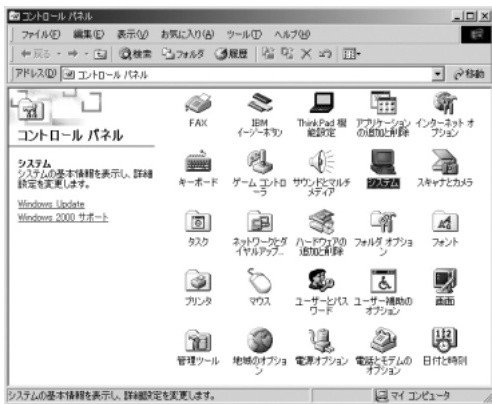 コントロール パネル
ファイル(F) 編集(E) 表示(V) お気に入り(A) ツール(T) ヘルプ(H)
戻る 検索 フォルダ 履歴
アドレス(D) コントロール パネル 移動
コントロール パネル
システム
システムの基本情報を表示し、詳細
設定を変更します。
Windows Update
Windows 2000 サポート
FAX
IBM
イージーボタン
ThinkPad 機
能設定
アプリケーション
の追加と削除
インターネット オ
プション
キーボード
ゲーム コントロ
ーラ
サウンドとマルチ
メディア
システム
スキャナとカメラ
タスク
ネットワークとダ
イヤルアップ...
ハードウェアの
追加と削除
フォルダ オプショ
ン
フォント
プリンタ
マウス
ユーザーとパス
ワード
ユーザー補助の
オプション
画面
管理ツール
地域のオプショ
ン
電源オプション
電話とモデムの
オプション
日付と時刻
システムの基本情報を表示し、詳細設定を変更します。 マイ コンピュータ